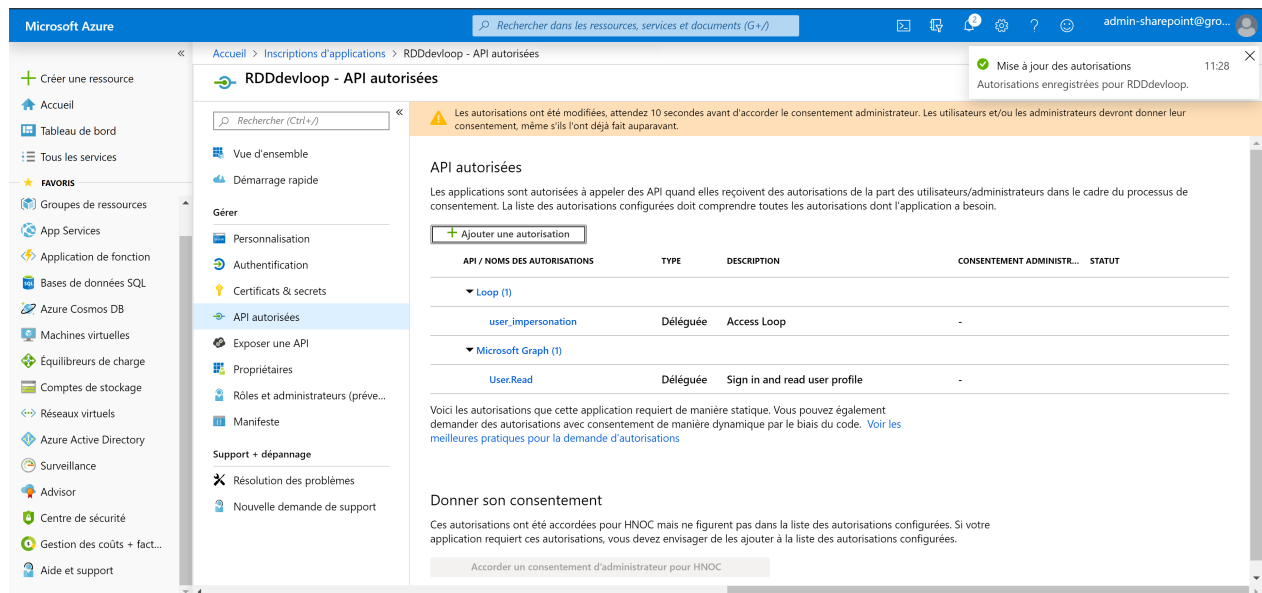 Microsoft Azure
Rechercher dans les ressources, services et documents (G+/)
2
admin-sharepoint@gro...
«
Créer une ressource
Accueil
Tableau de bord
Tous les services
FAVORIS
Groupes de ressources
App Services
Application de fonction
Bases de données SQL
Azure Cosmos DB
Machines virtuelles
Équilibreurs de charge
Comptes de stockage
Réseaux virtuels
Azure Active Directory
Surveillance
Advisor
Centre de sécurité
Gestion des coûts + fact...
Aide et support
Accueil > Inscriptions d'applications > RDDdevloop - API autorisées
RDDdevloop - API autorisées
Mise à jour des autorisations 11:28
Autorisations enregistrées pour RDDdevloop.
Rechercher (Ctrl+/)
«
Vue d'ensemble
Démarrage rapide
Gérer
Personnalisation
Authentification
Certificats & secrets
API autorisées
Exposer une API
Propriétaires
Rôles et administrateurs (préve...
Manifeste
Support + dépannage
Résolution des problèmes
Nouvelle demande de support
Les autorisations ont été modifiées, attendez 10 secondes avant d'accorder le consentement administrateur. Les utilisateurs et/ou les administrateurs devront donner leur
consentement, même s'ils l'ont déjà fait auparavant.
API autorisées
Les applications sont autorisées à appeler des API quand elles reçoivent des autorisations de la part des utilisateurs/administrateurs dans le cadre du processus de
consentement. La liste des autorisations configurées doit comprendre toutes les autorisations dont l'application a besoin.
Ajouter une autorisation
API / NOMS DES AUTORISATIONS TYPE DESCRIPTION CONSENTEMENT ADMINISTR... STATUT
Loop (1)
user_impersonation Déléguée Access Loop -
Microsoft Graph (1)
User.Read Déléguée Sign in and read user profile -
Voici les autorisations que cette application requiert de manière statique. Vous pouvez également
demander des autorisations avec consentement de manière dynamique par le biais du code. Voir les
meilleures pratiques pour la demande d'autorisations
Donner son consentement
Ces autorisations ont été accordées pour HNOC mais ne figurent pas dans la liste des autorisations configurées. Si votre
application requiert ces autorisations, vous devez envisager de les ajouter à la liste des autorisations configurées.
Accorder un consentement d'administrateur pour HNOC